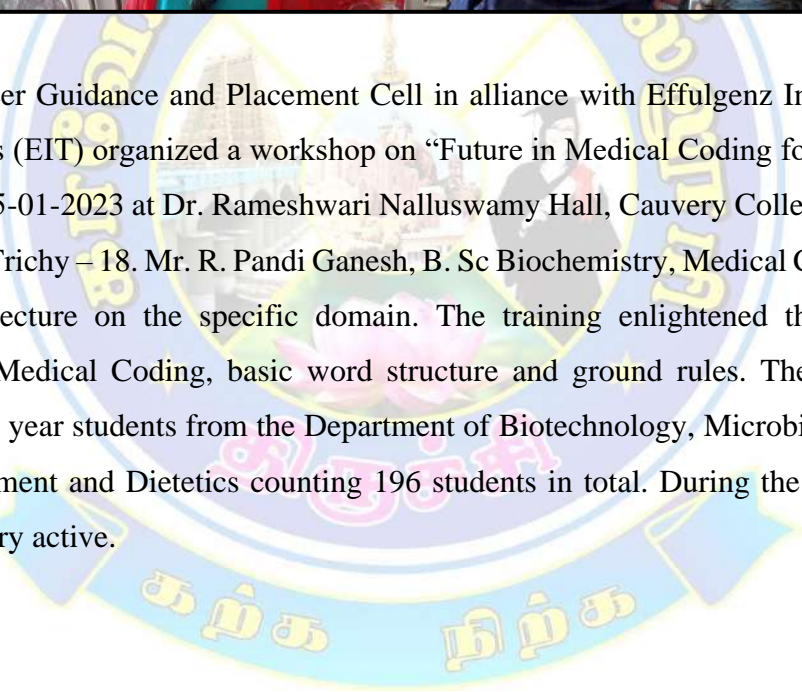 er Guidance and Placement Cell in alliance with Effulgenz In
s (EIT) organized a workshop on “Future in Medical Coding fo
5-01-2023 at Dr. Rameshwari Nalluswamy Hall, Cauvery Colle
Trichy – 18. Mr. R. Pandi Ganesh, B. Sc Biochemistry, Medical C
ecture on the specific domain. The training enlightened th
Medical Coding, basic word structure and ground rules. The
year students from the Department of Biotechnology, Microbi
ment and Dietetics counting 196 students in total. During the
ry active.
திருச்சி
கற்க நிற்க